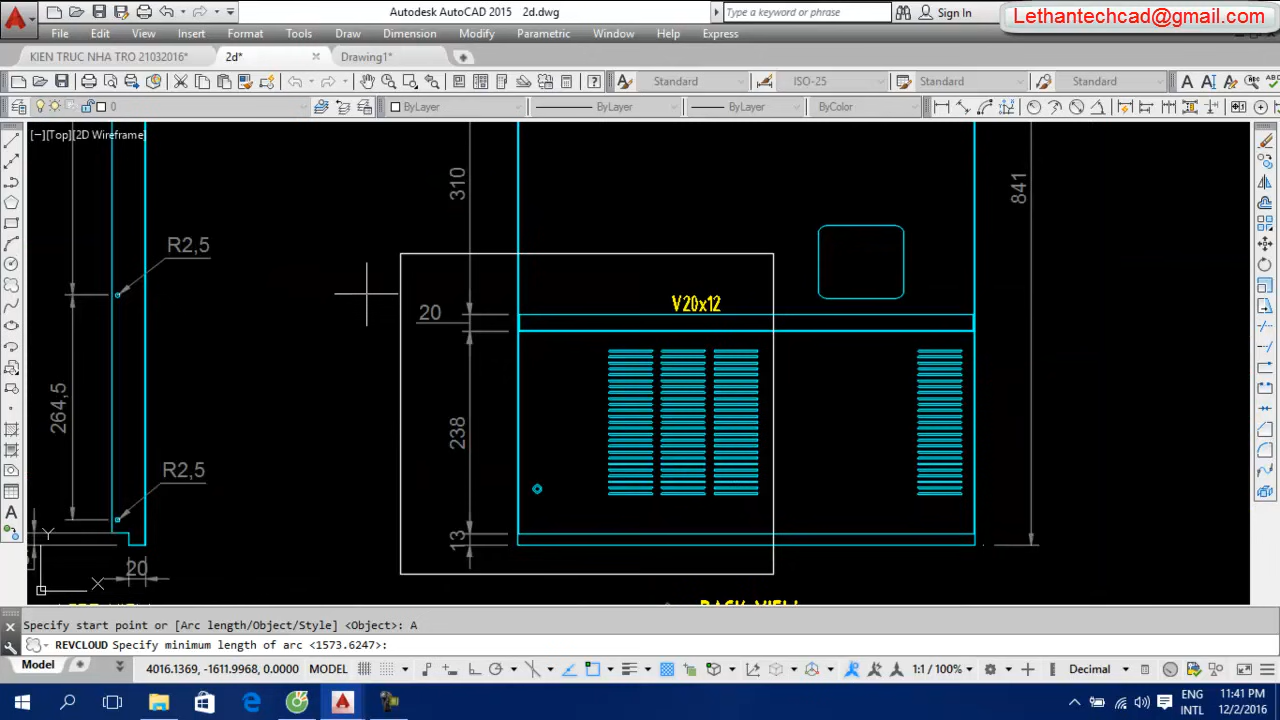 Autodesk AutoCAD 2015 2d.dwg
Type a keyword or phrase
Sign In
Lethantechcad@gmail.com
File Edit View Insert Format Tools Draw Dimension Modify Parametric Window Help Express
KIEN TRUC NHA TRO 21032016*
2d*
Drawing1*
Standard
ISO-25
Standard
Standard
0
ByLayer
ByLayer
ByLayer
ByColor
[−][Top][2D Wireframe]
310
841
R2,5
V20x12
20
264,5
238
R2,5
13
20
Y
X
BACK VIEW
Specify start point or [Arc length/Object/Style] <Object>: A
REVCLOUD Specify minimum length of arc <1573.6247>:
Model
4016.1369, -1611.9968, 0.0000 MODEL
1:1 / 100%
Decimal
ENG
INTL
11:41 PM
12/2/2016